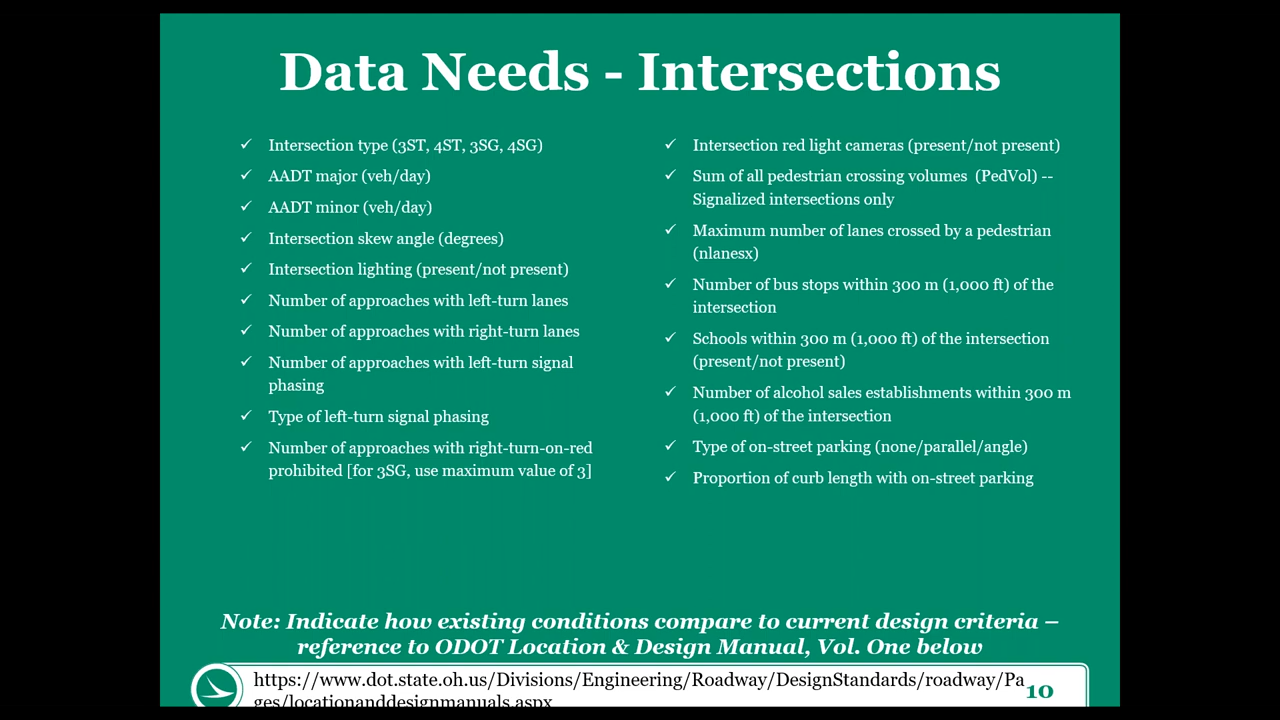 Data Needs - Intersections
✓ Intersection type (3ST, 4ST, 3SG, 4SG)
✓ AADT major (veh/day)
✓ AADT minor (veh/day)
✓ Intersection skew angle (degrees)
✓ Intersection lighting (present/not present)
✓ Number of approaches with left-turn lanes
✓ Number of approaches with right-turn lanes
✓ Number of approaches with left-turn signal
phasing
✓ Type of left-turn signal phasing
✓ Number of approaches with right-turn-on-red
prohibited [for 3SG, use maximum value of 3]
✓ Intersection red light cameras (present/not present)
✓ Sum of all pedestrian crossing volumes (PedVol) --
Signalized intersections only
✓ Maximum number of lanes crossed by a pedestrian
(nlanesx)
✓ Number of bus stops within 300 m (1,000 ft) of the
intersection
✓ Schools within 300 m (1,000 ft) of the intersection
(present/not present)
✓ Number of alcohol sales establishments within 300 m
(1,000 ft) of the intersection
✓ Type of on-street parking (none/parallel/angle)
✓ Proportion of curb length with on-street parking
Note: Indicate how existing conditions compare to current design criteria –
reference to ODOT Location & Design Manual, Vol. One below
https://www.dot.state.oh.us/Divisions/Engineering/Roadway/DesignStandards/roadway/Pa
ges/locationanddesignmanuals.aspx
10